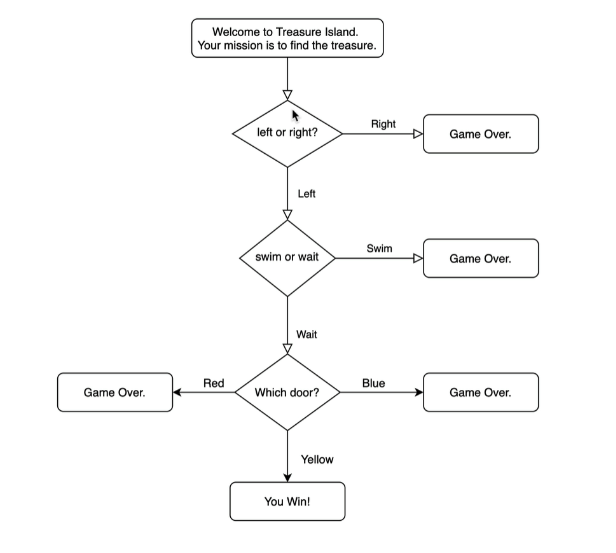 Welcome to Treasure Island.
Your mission is to find the treasure.
left or right?
Right
Game Over.
Left
swim or wait
Swim
Game Over.
Wait
Game Over.
Red
Which door?
Blue
Game Over.
Yellow
You Win!